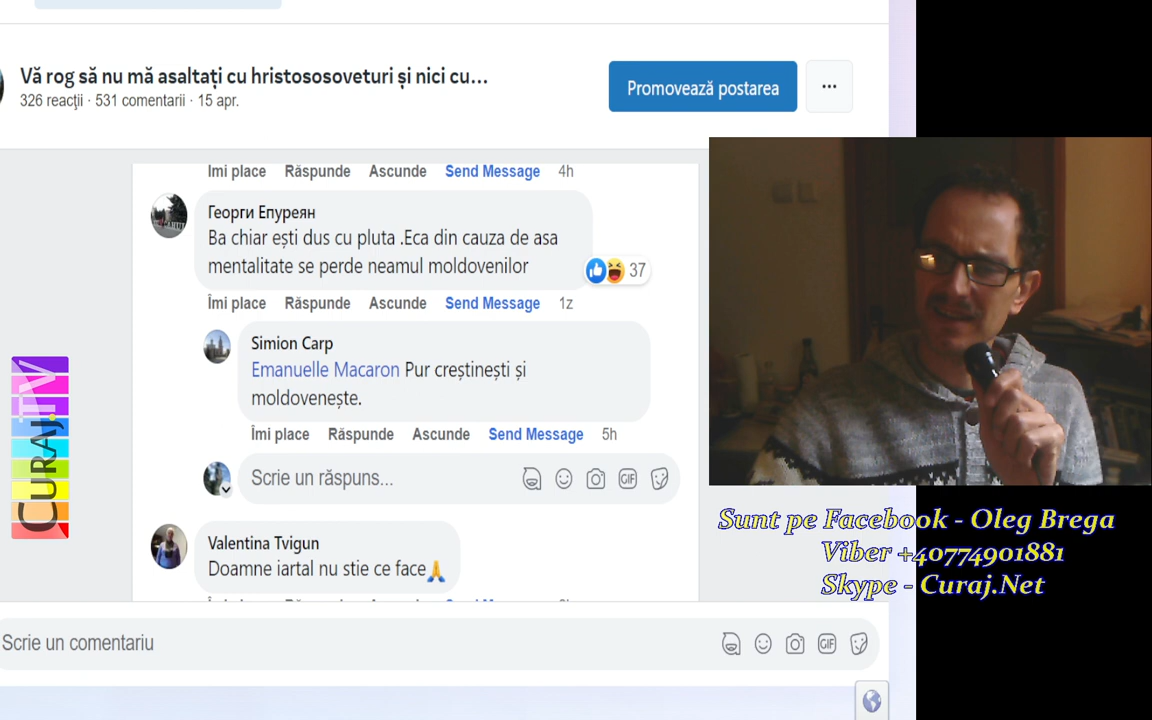 Vă rog să nu mă asaltați cu hristososoveturi și nici cu...
326 reacții · 531 comentarii · 15 apr.
Promovează postarea
Îmi place Răspunde Ascunde Send Message 4h
Георги Епуреян
Ba chiar ești dus cu pluta .Eca din cauza de asa
mentalitate se perde neamul moldovenilor
37
Îmi place Răspunde Ascunde Send Message 1z
Simion Carp
Emanuelle Macaron Pur creștinești și
moldovenește.
Îmi place Răspunde Ascunde Send Message 5h
Scrie un răspuns...
GIF
Valentina Tvigun
Doamne iartal nu stie ce face🙏
Scrie un comentariu
GIF
CURAJ.TV
Sunt pe Facebook - Oleg Brega
Viber +40774901881
Skype - Curaj.Net